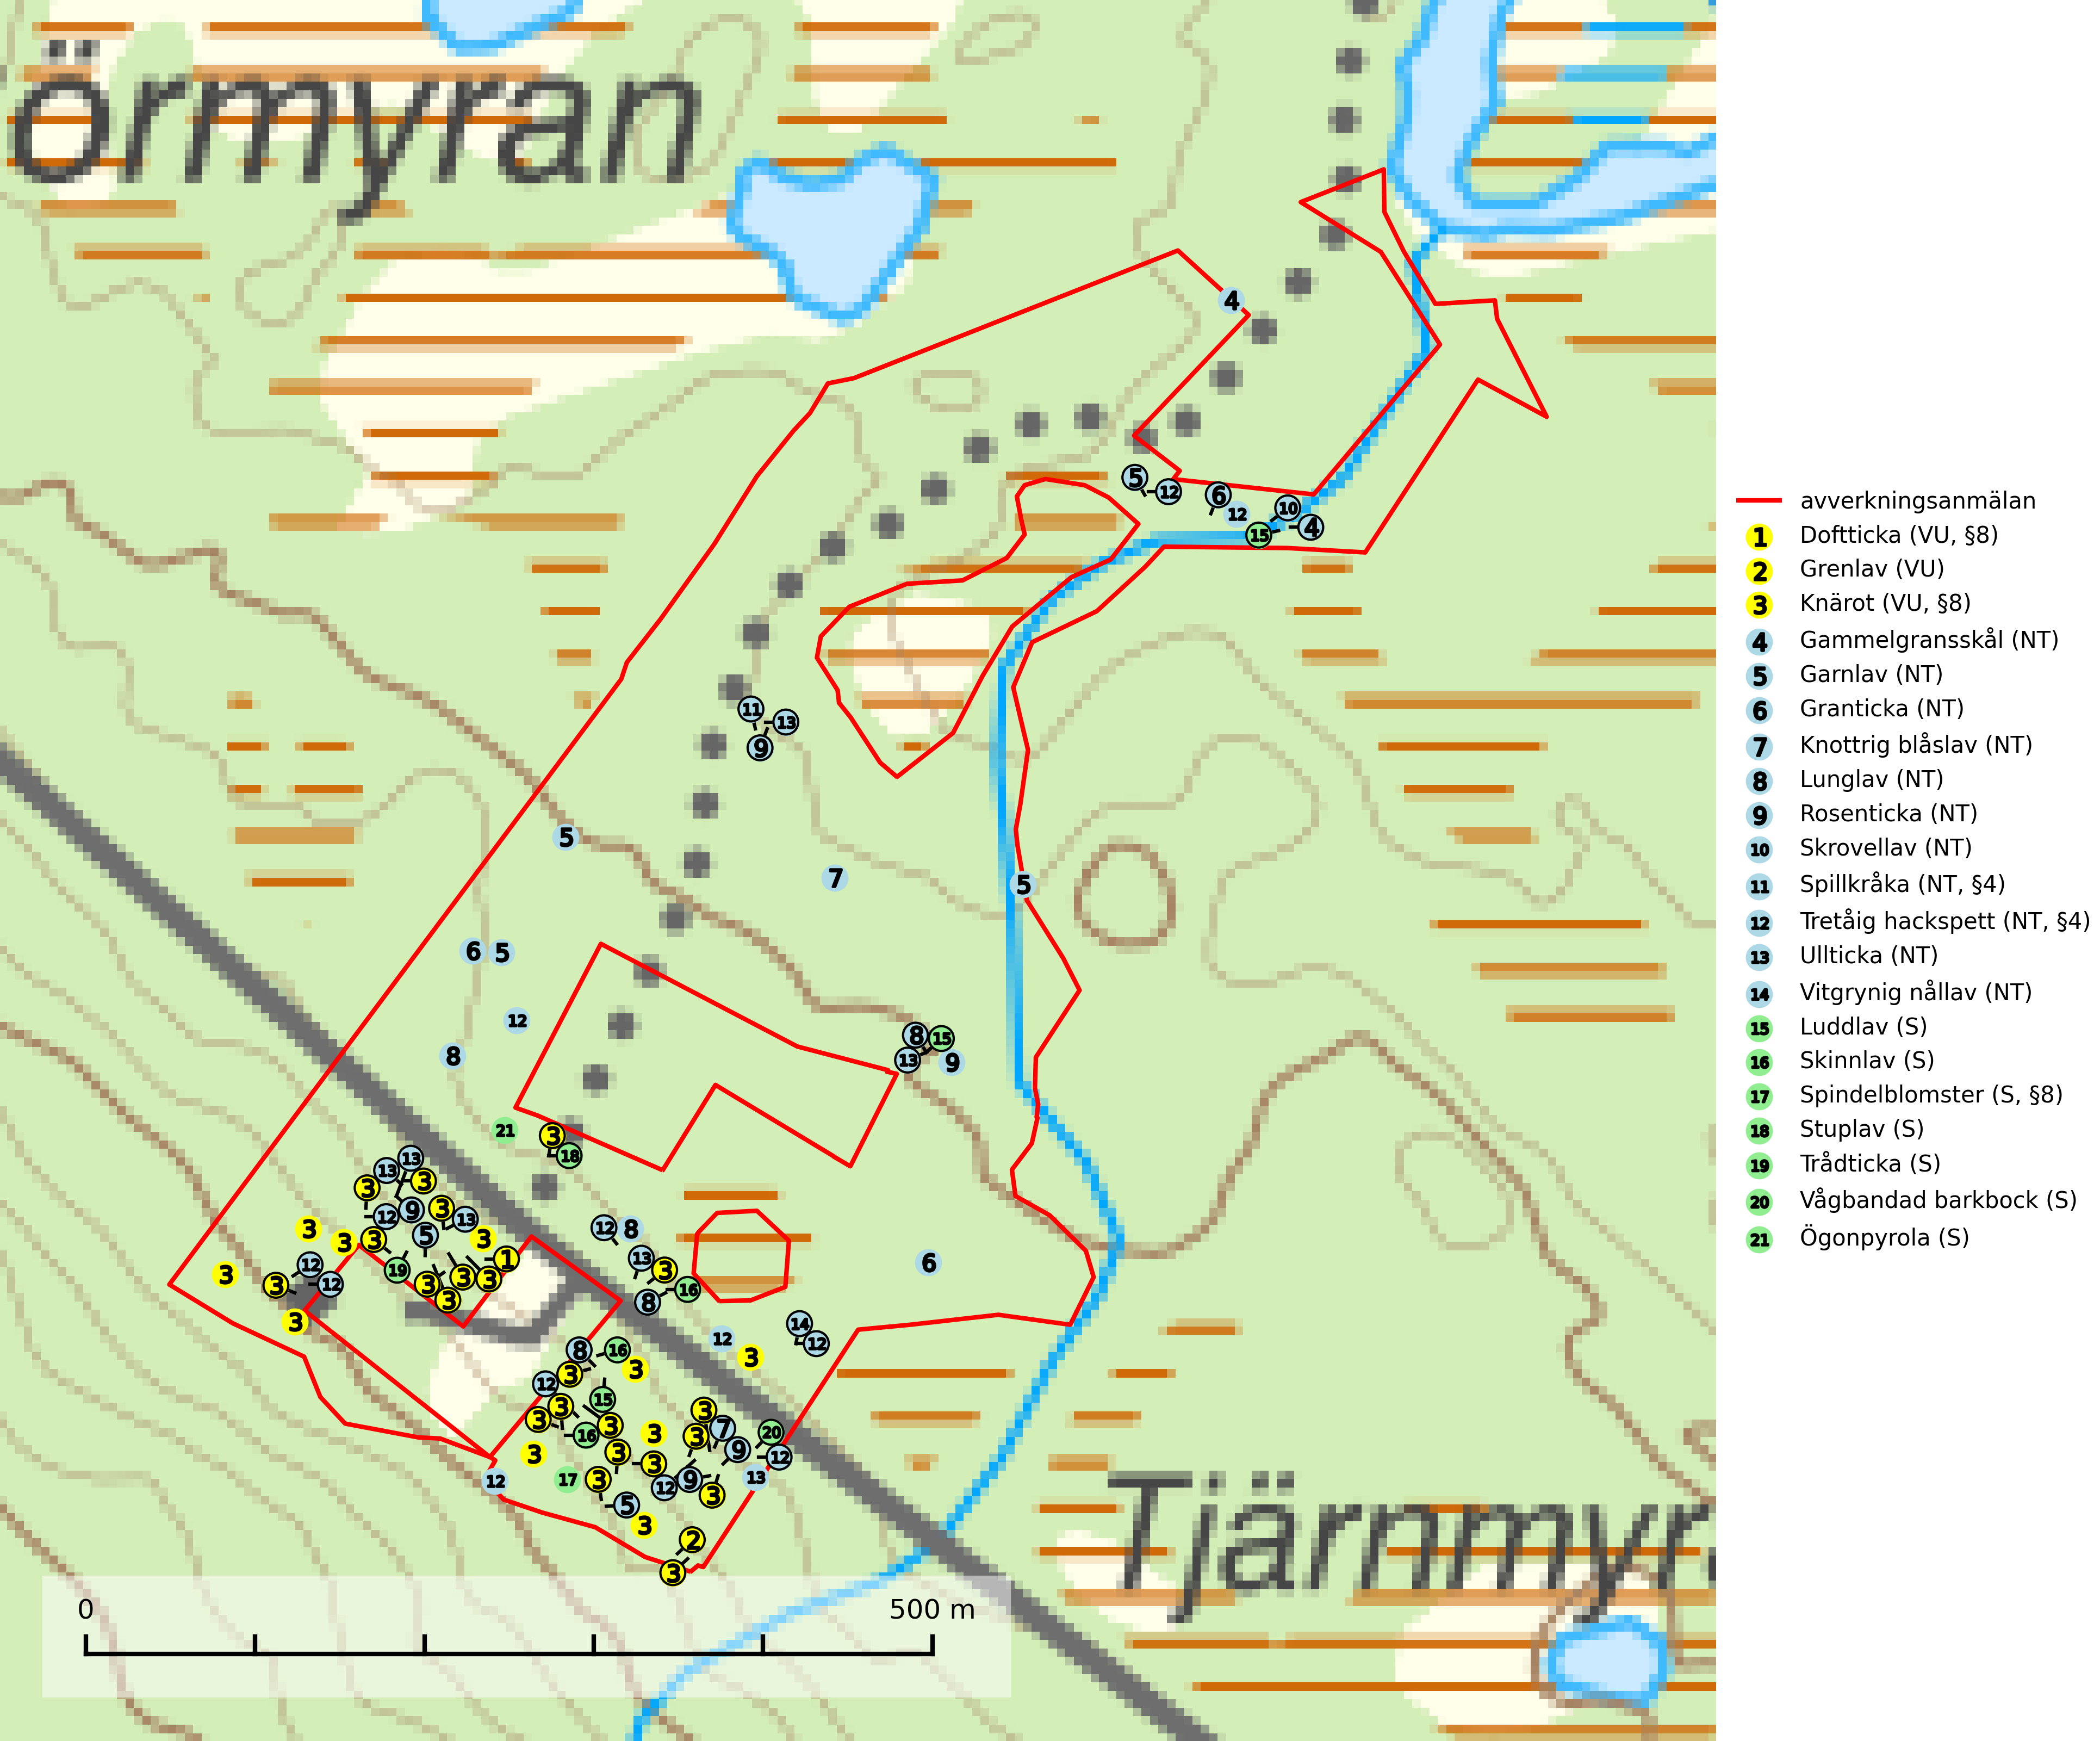 örmyran
Tjärnmyr
0
500 m
avverkningsanmälan
1 Doftticka (VU, §8)
2 Grenlav (VU)
3 Knärot (VU, §8)
4 Gammelgransskål (NT)
5 Garnlav (NT)
6 Granticka (NT)
7 Knottrig blåslav (NT)
8 Lunglav (NT)
9 Rosenticka (NT)
10 Skrovellav (NT)
11 Spillkråka (NT, §4)
12 Tretåig hackspett (NT, §4)
13 Ullticka (NT)
14 Vitgrynig nållav (NT)
15 Luddlav (S)
16 Skinnlav (S)
17 Spindelblomster (S, §8)
18 Stuplav (S)
19 Trådticka (S)
20 Vågbandad barkbock (S)
21 Ögonpyrola (S)